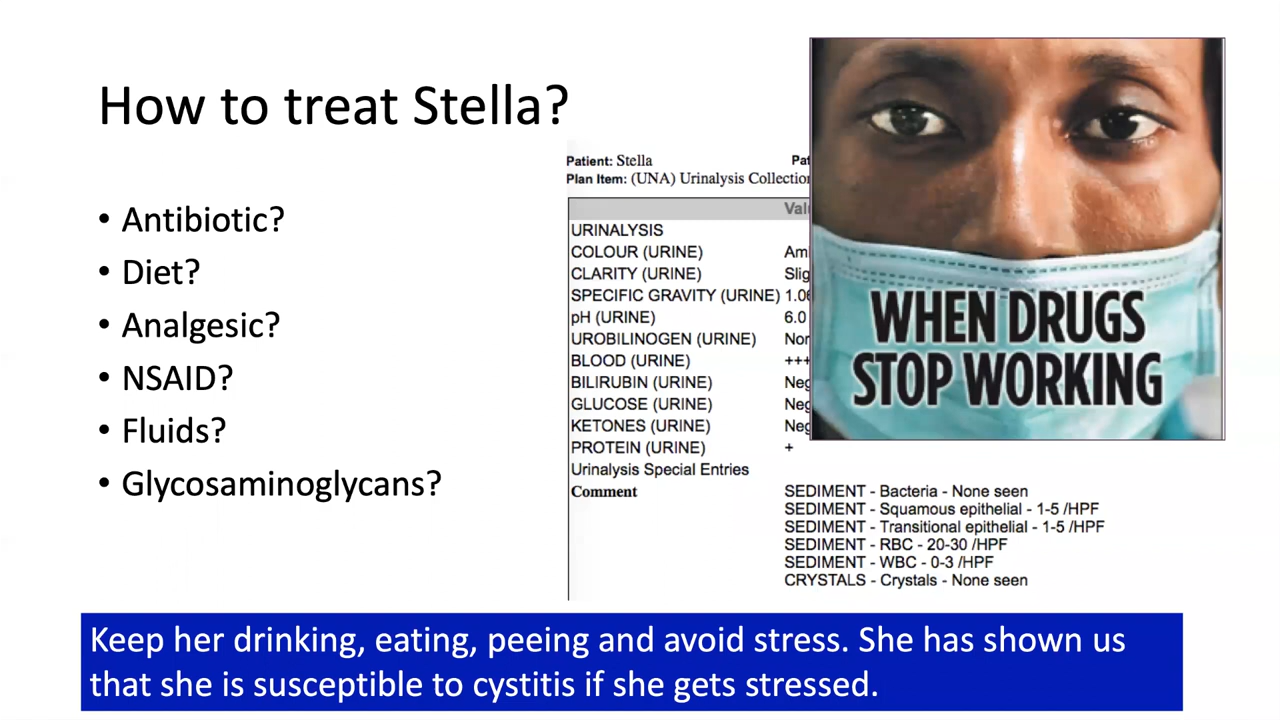 How to treat Stella?
• Antibiotic?
• Diet?
• Analgesic?
• NSAID?
• Fluids?
• Glycosaminoglycans?
Patient: Stella
Plan Item: (UNA) Urinalysis
URINALYSIS
COLOUR (URINE)
CLARITY (URINE)
SPECIFIC GRAVITY (URINE)
pH (URINE) 6.0
UROBILINOGEN (URINE)
BLOOD (URINE) +++
BILIRUBIN (URINE)
GLUCOSE (URINE)
KETONES (URINE)
PROTEIN (URINE) +
Urinalysis Special Entries
Comment
SEDIMENT - Bacteria - None seen
SEDIMENT - Squamous epithelial - 1-5 /HPF
SEDIMENT - Transitional epithelial - 1-5 /HPF
SEDIMENT - RBC - 20-30 /HPF
SEDIMENT - WBC - 0-3 /HPF
CRYSTALS - Crystals - None seen
WHEN DRUGS
STOP WORKING
Keep her drinking, eating, peeing and avoid stress. She has shown us
that she is susceptible to cystitis if she gets stressed.